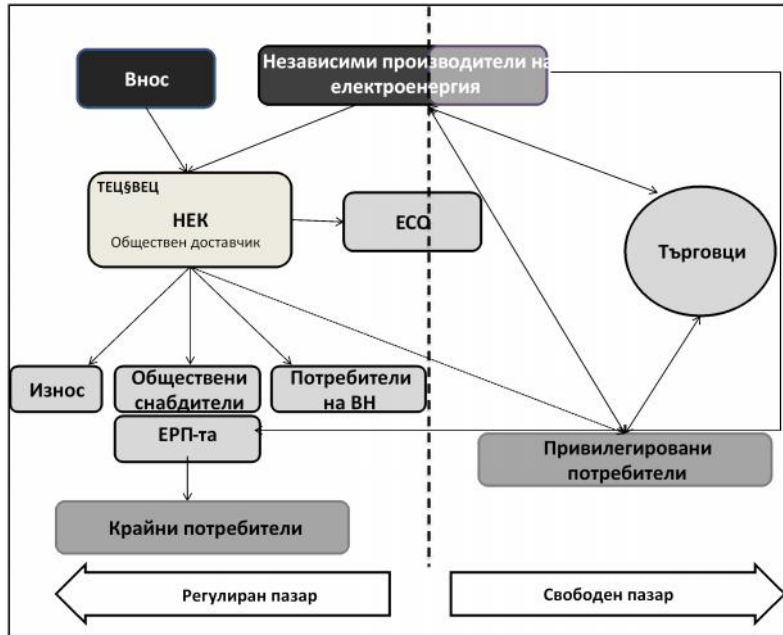 Внос
Независими производители на
електроенергия
ТЕЦ§ВЕЦ
НЕК
Обществен доставчик
ЕСО
Търговци
Износ
Обществени
снабдители
Потребители
на ВН
ЕРП-та
Привилегировани
потребители
Крайни потребители
Регулиран пазар
Свободен пазар